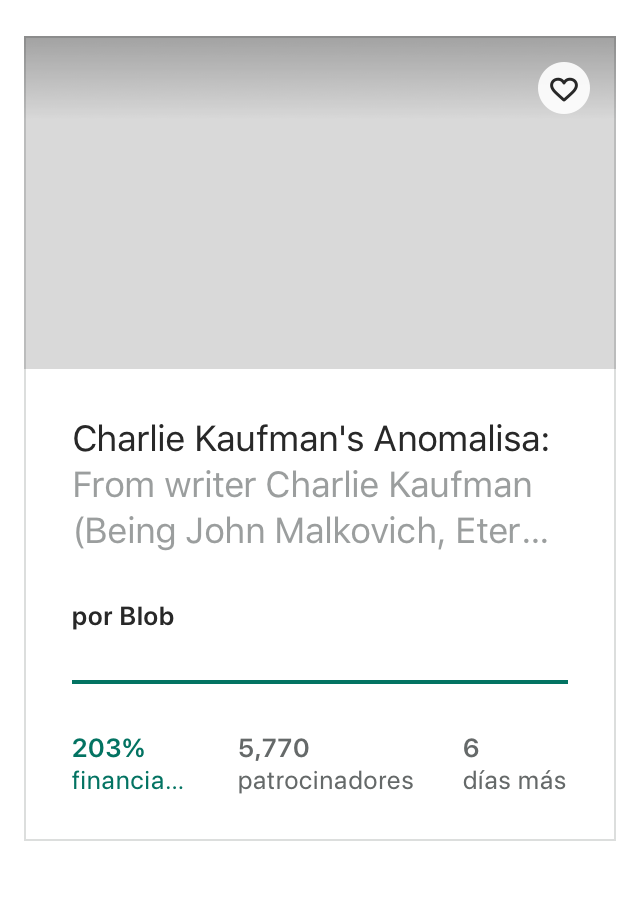 Charlie Kaufman's Anomalisa:
From writer Charlie Kaufman
(Being John Malkovich, Eter...
por Blob
203% 5,770 6
financia... patrocinadores días más